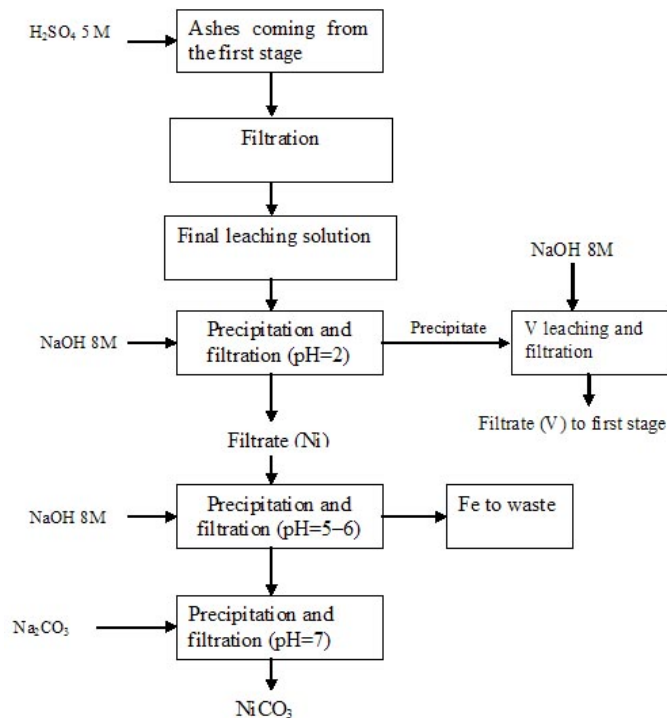 H₂SO₄ 5 M
Ashes coming from
the first stage
Filtration
Final leaching solution
NaOH 8M
NaOH 8M
Precipitation and
filtration (pH=2)
Precipitate
V leaching and
filtration
Filtrate (Ni)
Filtrate (V) to first stage
NaOH 8M
Precipitation and
filtration (pH=5–6)
Fe to waste
Na₂CO₃
Precipitation and
filtration (pH=7)
NiCO₃